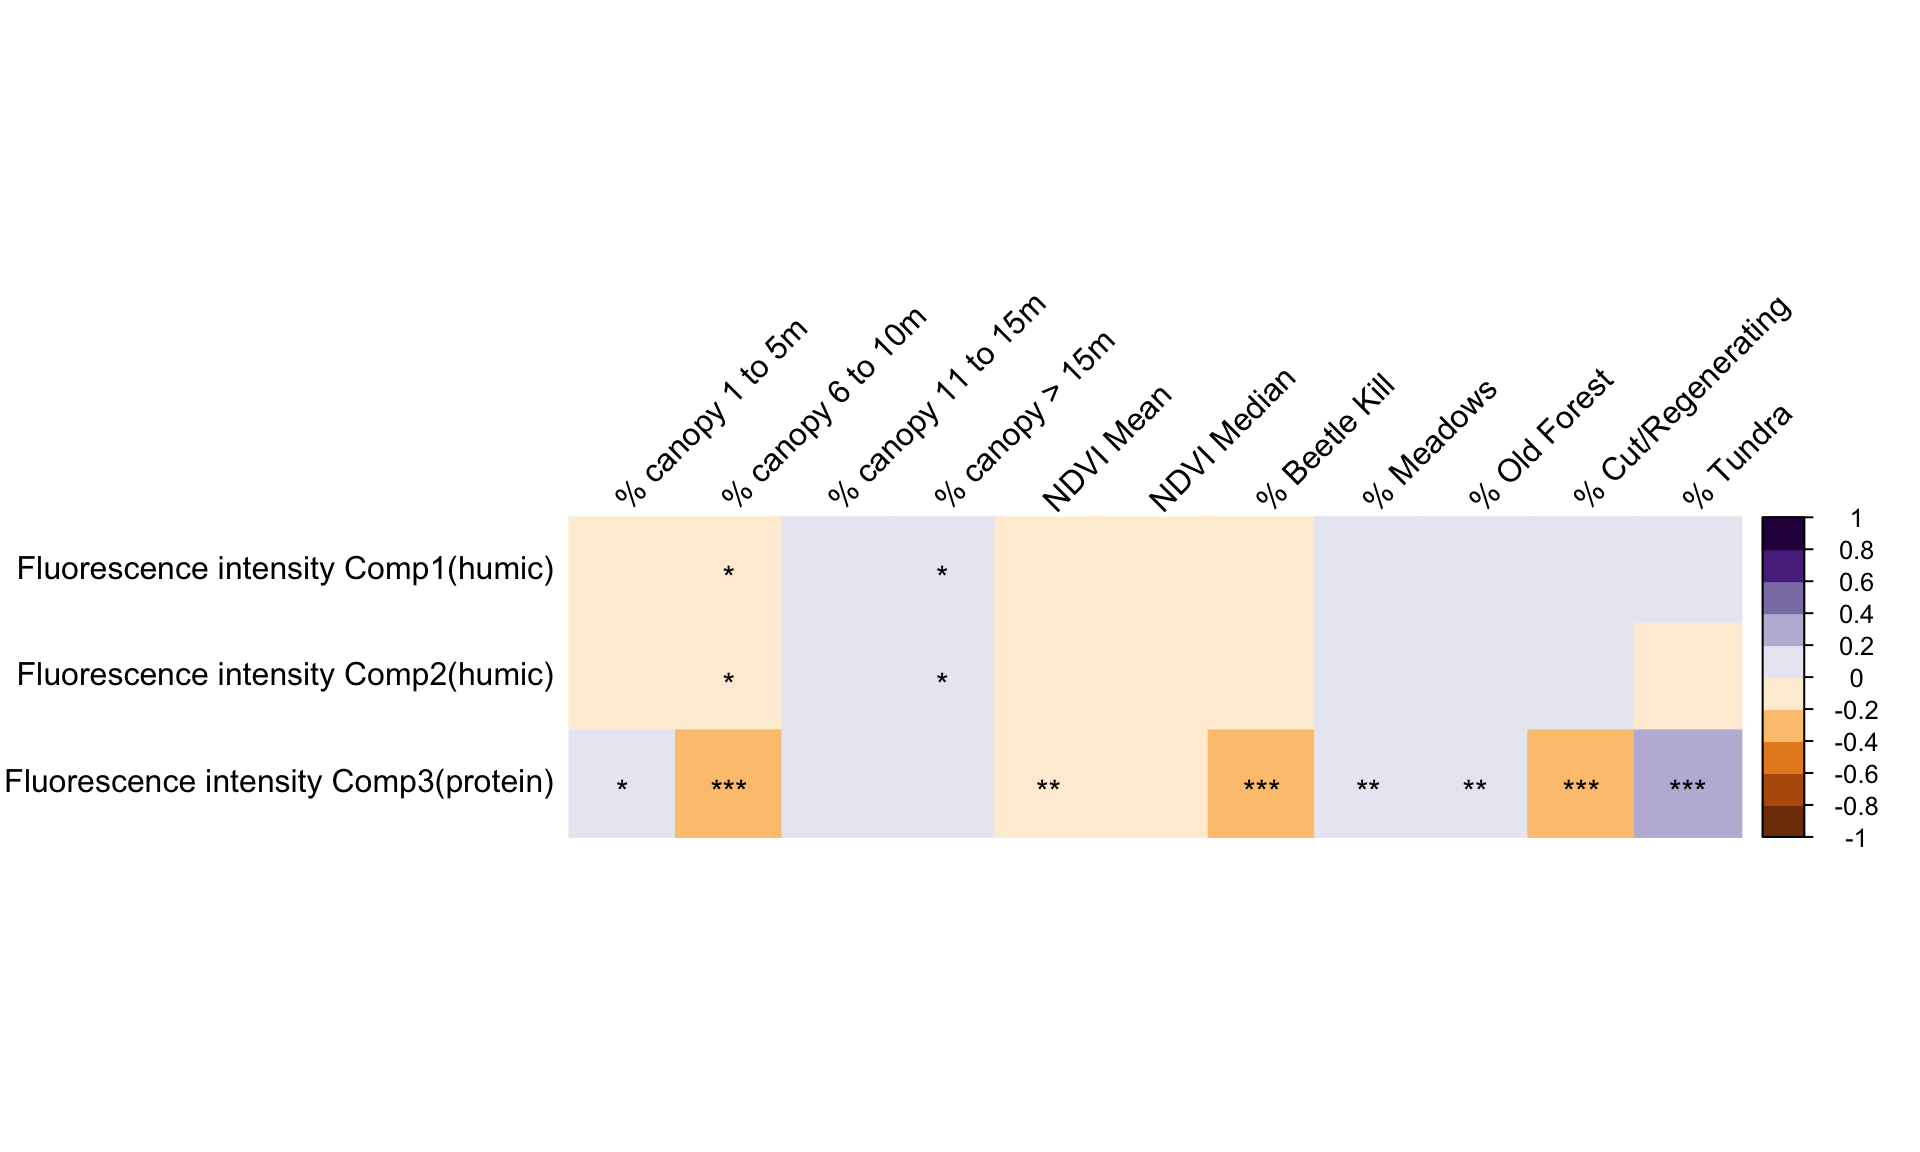 % canopy 1 to 5m
% canopy 6 to 10m
% canopy 11 to 15m
% canopy > 15m
NDVI Mean
NDVI Median
% Beetle Kill
% Meadows
% Old Forest
% Cut/Regenerating
% Tundra
Fluorescence intensity Comp1(humic)
* *
Fluorescence intensity Comp2(humic)
* *
Fluorescence intensity Comp3(protein)
* *** ** *** ** ** *** ***
1
0.8
0.6
0.4
0.2
0
-0.2
-0.4
-0.6
-0.8
-1